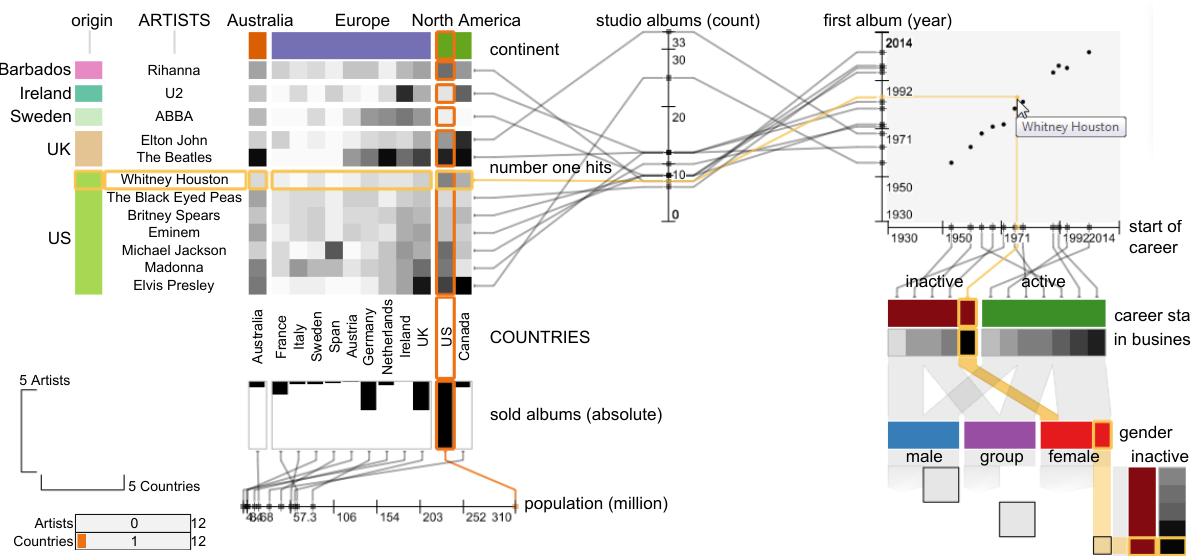 origin ARTISTS Australia Europe North America studio albums (count) first album (year)
continent
Barbados Rihanna
Ireland U2
Sweden ABBA
UK Elton John
The Beatles
number one hits
Whitney Houston
The Black Eyed Peas
US Britney Spears
Eminem
Michael Jackson
Madonna
Elvis Presley
33
30
20
10
0
2014
1992
1971
1950
1930
Whitney Houston
1930 1950 1971 1992 2014
start of
career
inactive active
career sta
in busines
Australia France Italy Sweden Span Austria Germany Netherlands Ireland UK US Canada
COUNTRIES
5 Artists
sold albums (absolute)
5 Countries
57.3 106 154 203 252 310
population (million)
gender
male group female inactive
Artists 0 12
Countries 1 12